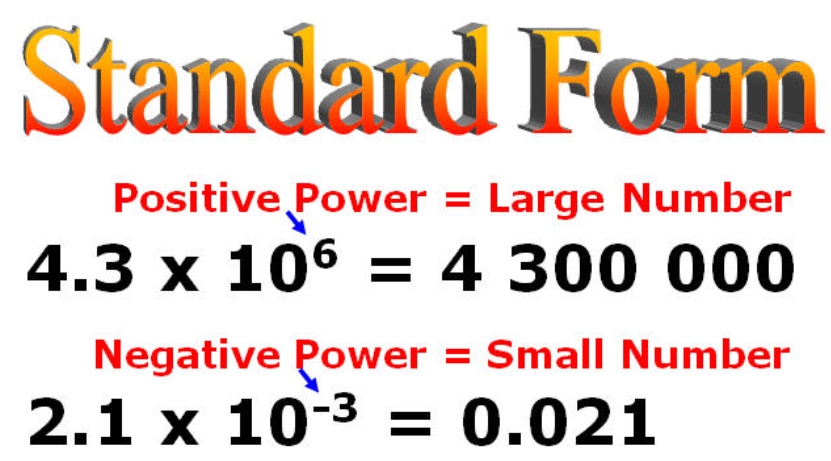 Standard Form
Positive Power = Large Number
4.3 x 10⁶ = 4 300 000
Negative Power = Small Number
2.1 x 10⁻³ = 0.021